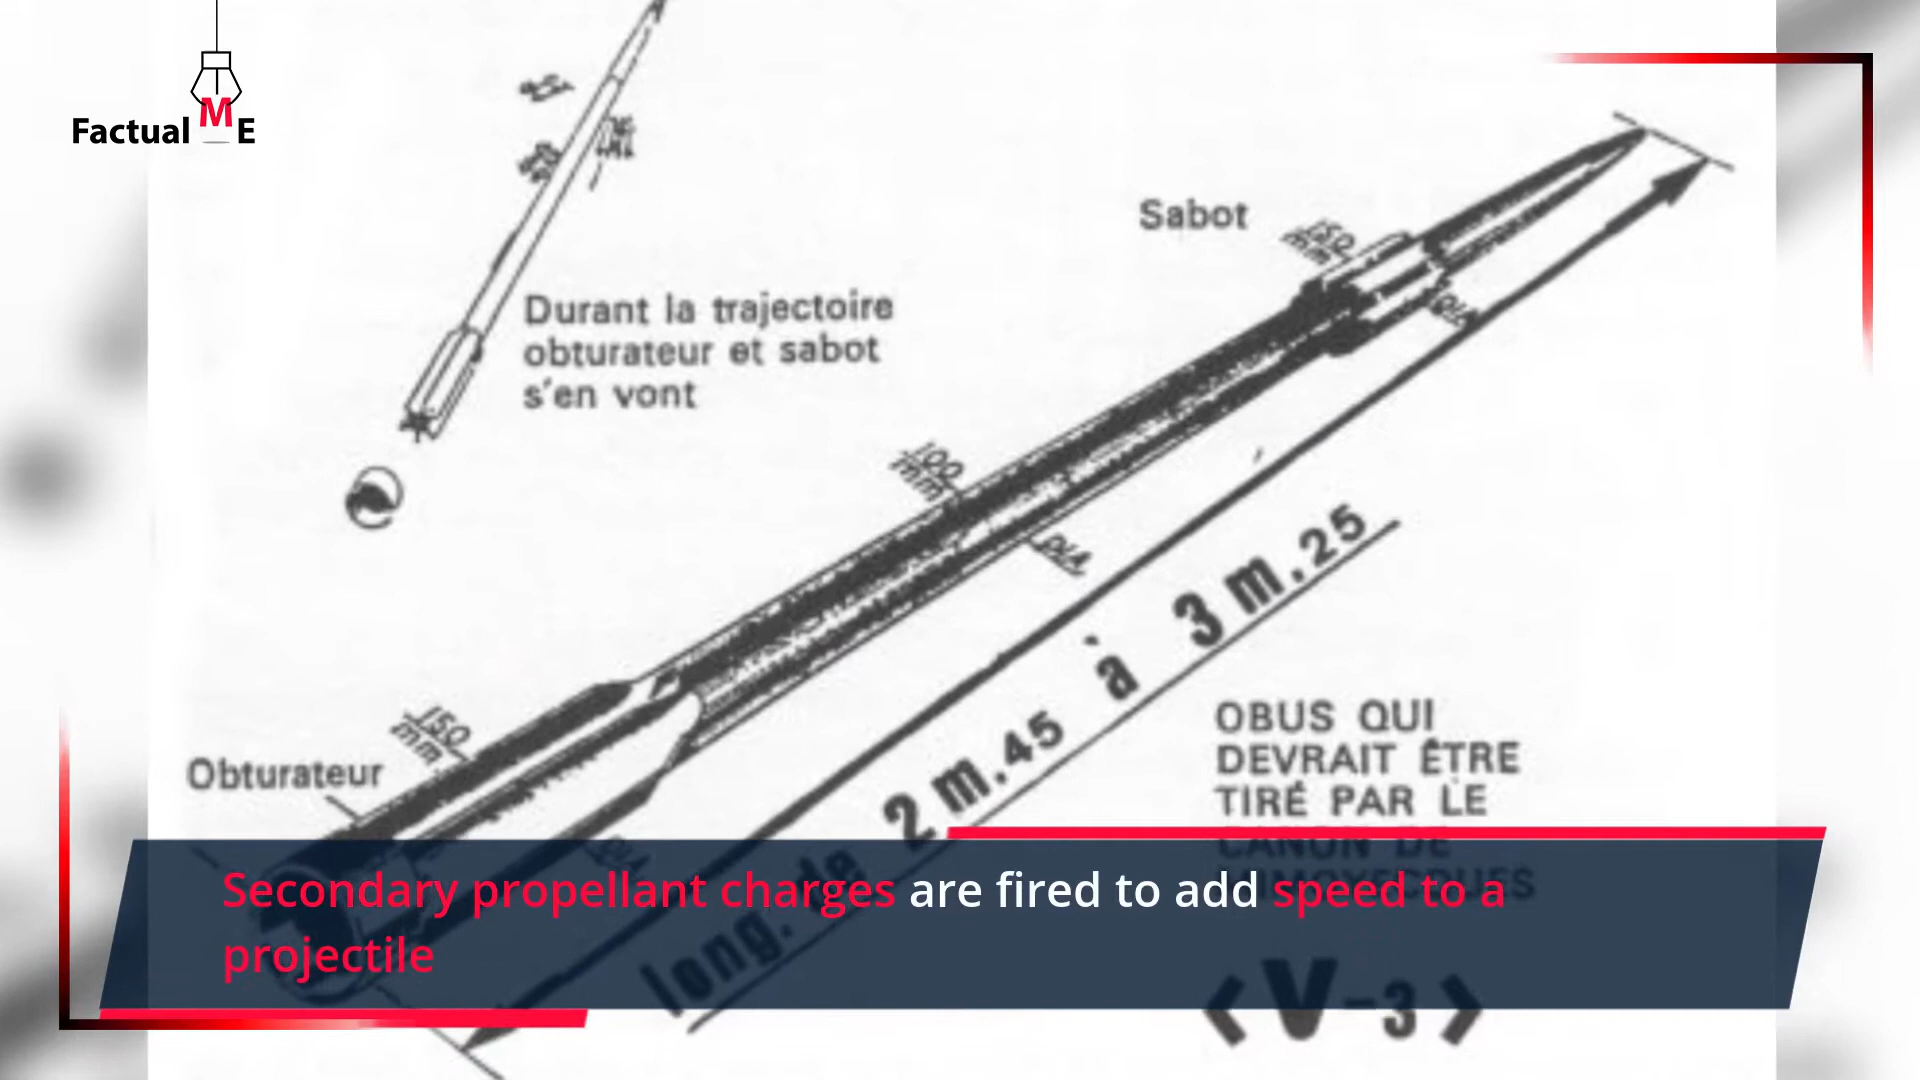 Factual ME
Sabot
150
mm
Durant la trajectoire
obturateur et sabot
s'en vont
100
mm
DIA
2 m.45 à 3 m.25
long. de
150
mm
Obturateur
DIA
OBUS QUI
DEVRAIT ÊTRE
TIRÉ PAR LE
CANON DE
Secondary propellant charges are fired to add speed to a
projectile
<V-3>